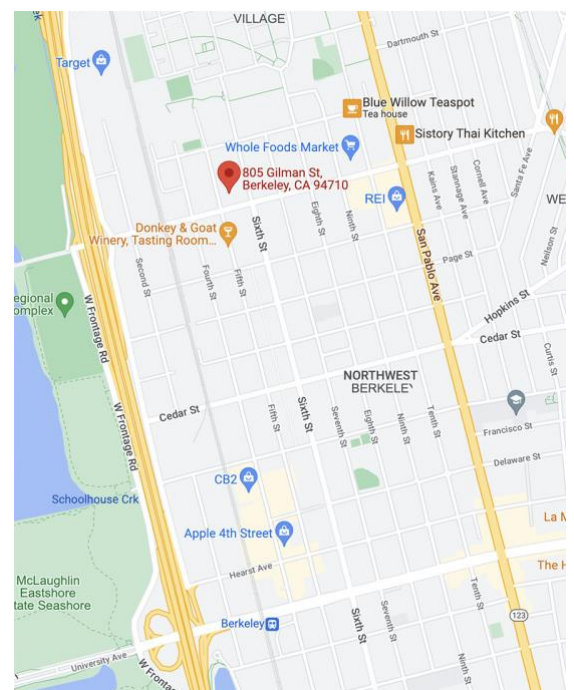 VILLAGE
Dartmouth St
Target
Blue Willow Teaspot
Tea house
Sistory Thai Kitchen
Whole Foods Market
805 Gilman St,
Berkeley, CA 94710
REI
Kains Ave
Stannage Ave
Cornell Ave
Santa Fe Ave
WE
Donkey & Goat
Winery, Tasting Room...
Sixth St
Eighth St
Ninth St
San Pablo Ave
Page St
Neilson St
Second St
Fourth St
Fifth St
egional
omplex
W Frontage Rd
Hopkins St
Cedar St
Curtis St
NORTHWEST
BERKELEY
W Frontage Rd
Cedar St
Fifth St
Sixth St
Seventh St
Eighth St
Ninth St
Tenth St
Francisco St
Delaware St
CB2
Schoolhouse Crk
Apple 4th Street
La M
The H
Hearst Ave
McLaughlin
Eastshore
tate Seashore
Tenth St
123
Berkeley
Sixth St
Seventh St
Ninth St
University Ave
W Frontag